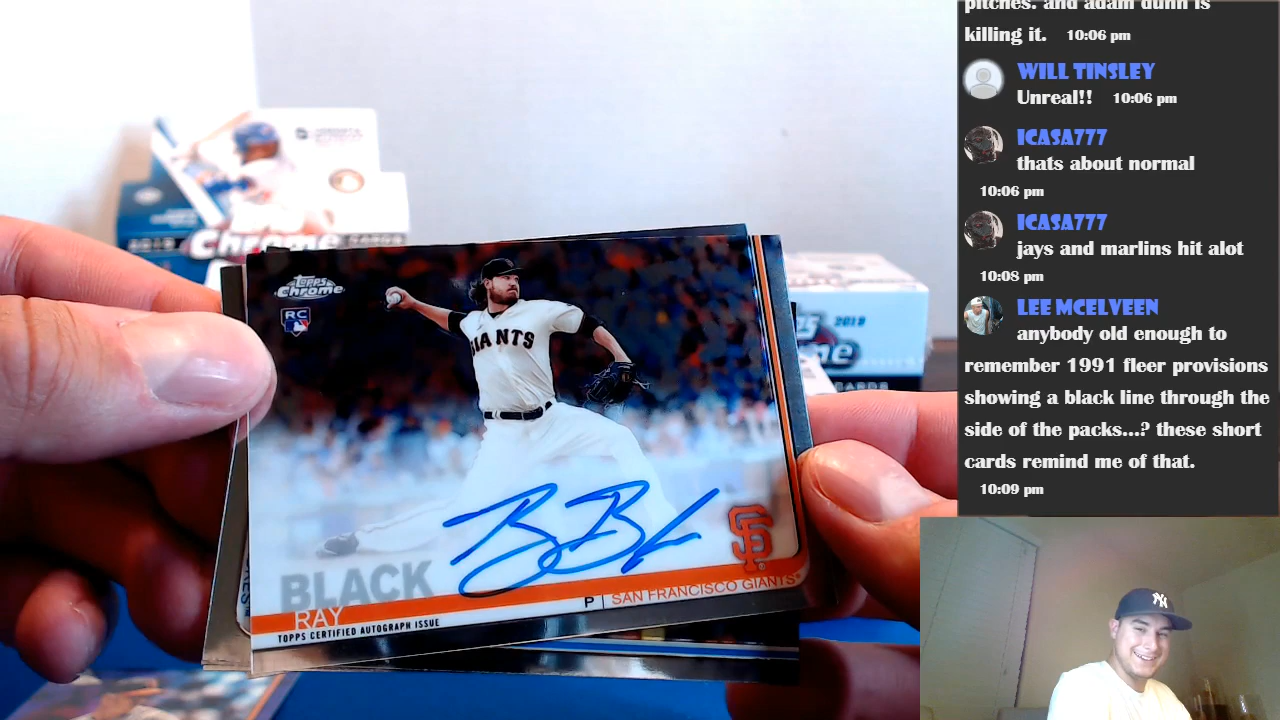 pitches. and adam dunn is
killing it. 10:06 pm
WILL TINSLEY
Unreal!! 10:06 pm
ICASA777
thats about normal
10:06 pm
ICASA777
jays and marlins hit alot
10:08 pm
LEE MCELVEEN
anybody old enough to
remember 1991 fleer provisions
showing a black line through the
side of the packs...? these short
cards remind me of that.
10:09 pm
Chrome
2019
CARDS
Topps
Chrome
RC
GIANTS
BLACK
RAY
P | SAN FRANCISCO GIANTS
TOPPS CERTIFIED AUTOGRAPH ISSUE
SF
NY